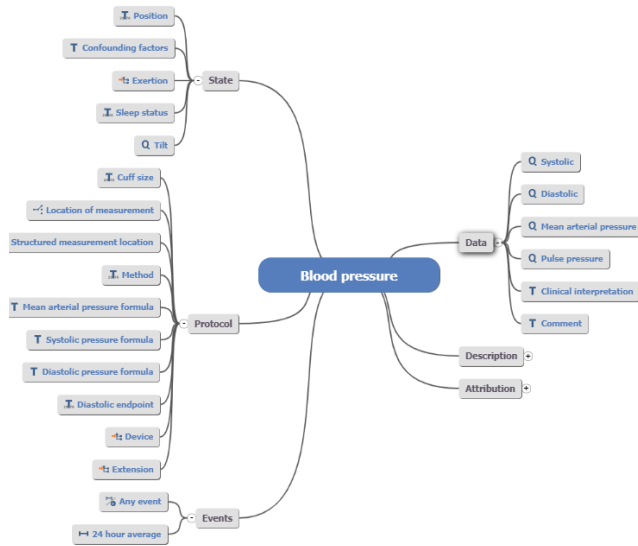 Position
Confounding factors
Exertion
Sleep status
Tilt
State
Cuff size
Location of measurement
Structured measurement location
Method
Mean arterial pressure formula
Systolic pressure formula
Diastolic pressure formula
Diastolic endpoint
Device
Extension
Protocol
Any event
24 hour average
Events
Blood pressure
Data
Systolic
Diastolic
Mean arterial pressure
Pulse pressure
Clinical interpretation
Comment
Description
Attribution